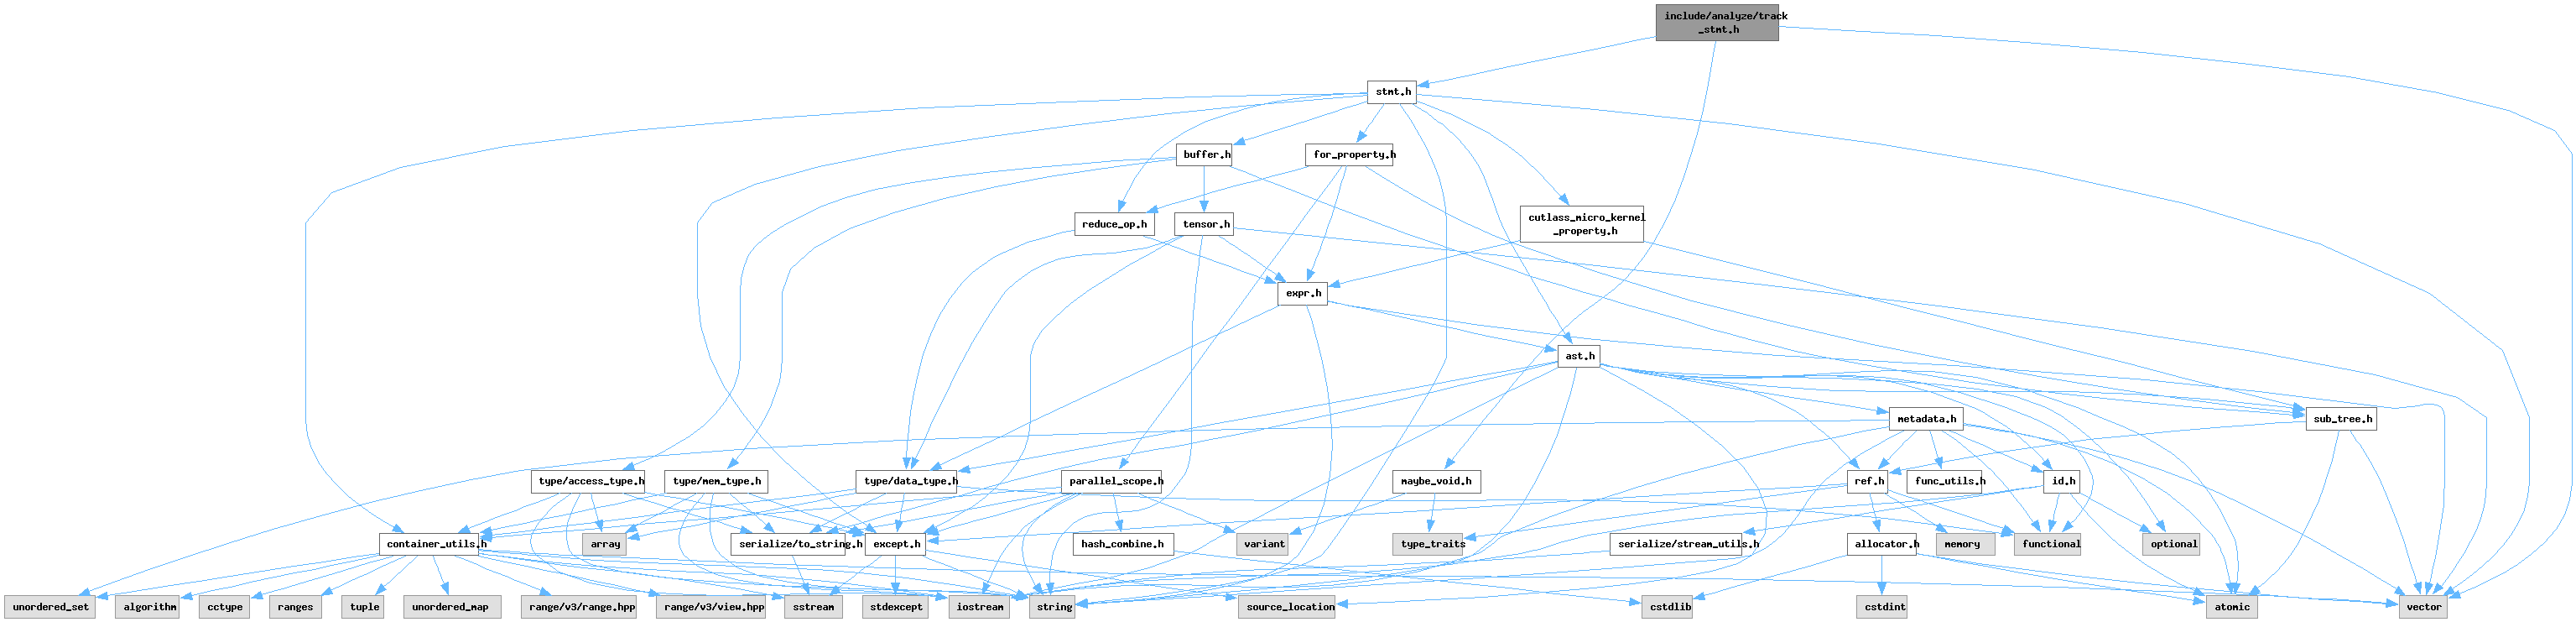 include/analyze/track
_stmt.h
stmt.h
buffer.h
for_property.h
reduce_op.h
tensor.h
cutlass_micro_kernel
_property.h
expr.h
ast.h
metadata.h
sub_tree.h
type/access_type.h
type/mem_type.h
type/data_type.h
parallel_scope.h
maybe_void.h
ref.h
func_utils.h
id.h
container_utils.h
array
serialize/to_string.h
except.h
hash_combine.h
variant
type_traits
serialize/stream_utils.h
allocator.h
memory
functional
optional
unordered_set
algorithm
cctype
ranges
tuple
unordered_map
range/v3/range.hpp
range/v3/view.hpp
sstream
stdexcept
iostream
string
source_location
cstdlib
cstdint
atomic
vector